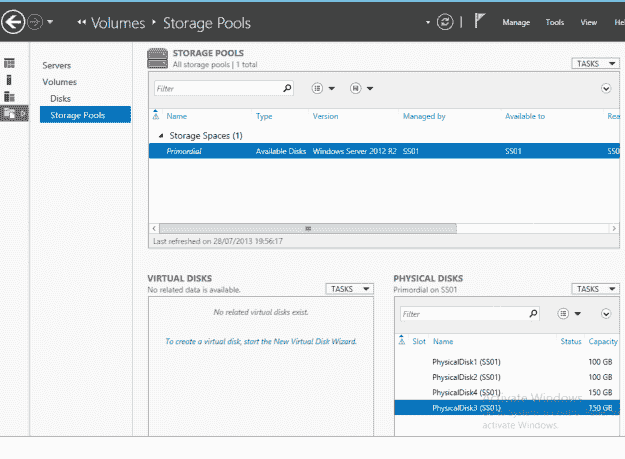 Volumes ‣ Storage Pools
Manage Tools View Hel
Servers
Volumes
Disks
Storage Pools
STORAGE POOLS
All storage pools | 1 total
TASKS
Filter
Name Type Version Managed by Available to Rea
Storage Spaces (1)
Primordial Available Disks Windows Server 2012 R2 SS01 SS01 SS0
Last refreshed on 28/07/2013 19:56:17
VIRTUAL DISKS
No related data is available.
TASKS
No related virtual disks exist.
To create a virtual disk, start the New Virtual Disk Wizard.
PHYSICAL DISKS
Primordial on SS01
TASKS
Filter
Slot Name Status Capacity
PhysicalDisk1 (SS01) 100 GB
PhysicalDisk2 (SS01) 100 GB
PhysicalDisk4 (SS01) 150 GB
Activate Windows
PhysicalDisk3 (SS01) 150 GB
activate Windows.